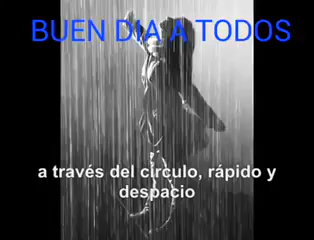 BUEN DIA A TODOS
a través del círculo, rápido y
despacio